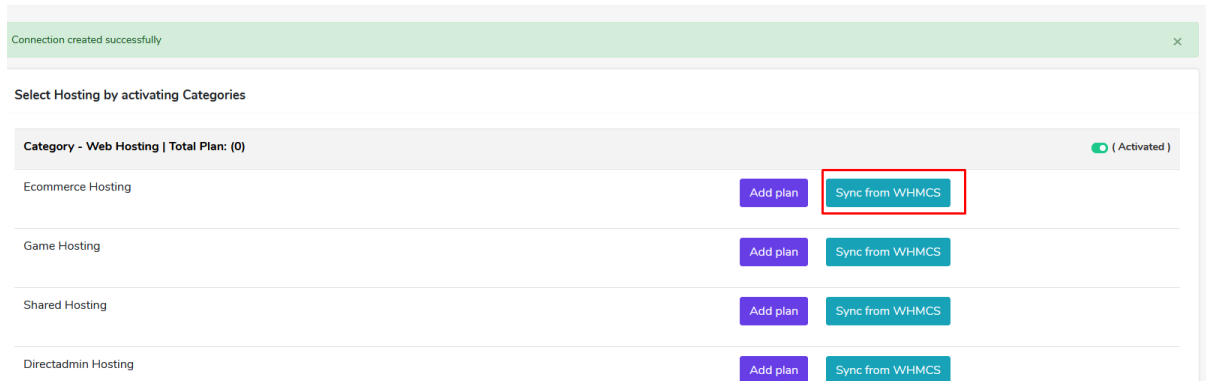 Connection created successfully ×
Select Hosting by activating Categories
Category - Web Hosting | Total Plan: (0) ( Activated )
Ecommerce Hosting Add plan Sync from WHMCS
Game Hosting Add plan Sync from WHMCS
Shared Hosting Add plan Sync from WHMCS
Directadmin Hosting Add plan Sync from WHMCS